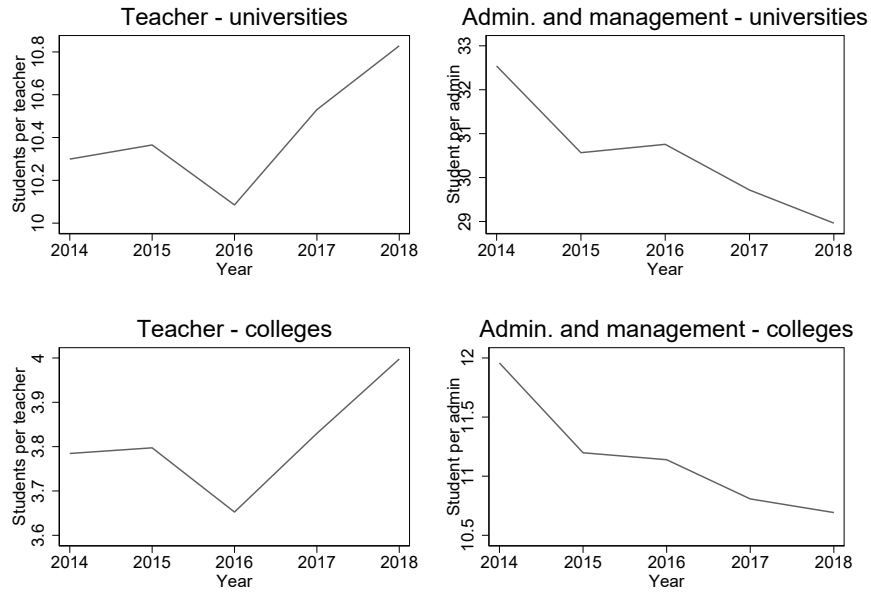 Teacher - universities
Students per teacher
10.8
10.6
10.4
10.2
10
2014 2015 2016 2017 2018
Year
Admin. and management - universities
Student per admin
33
32
31
30
29
2014 2015 2016 2017 2018
Year
Teacher - colleges
Students per teacher
4
3.9
3.8
3.7
3.6
2014 2015 2016 2017 2018
Year
Admin. and management - colleges
Student per admin
12
11.5
11
10.5
2014 2015 2016 2017 2018
Year